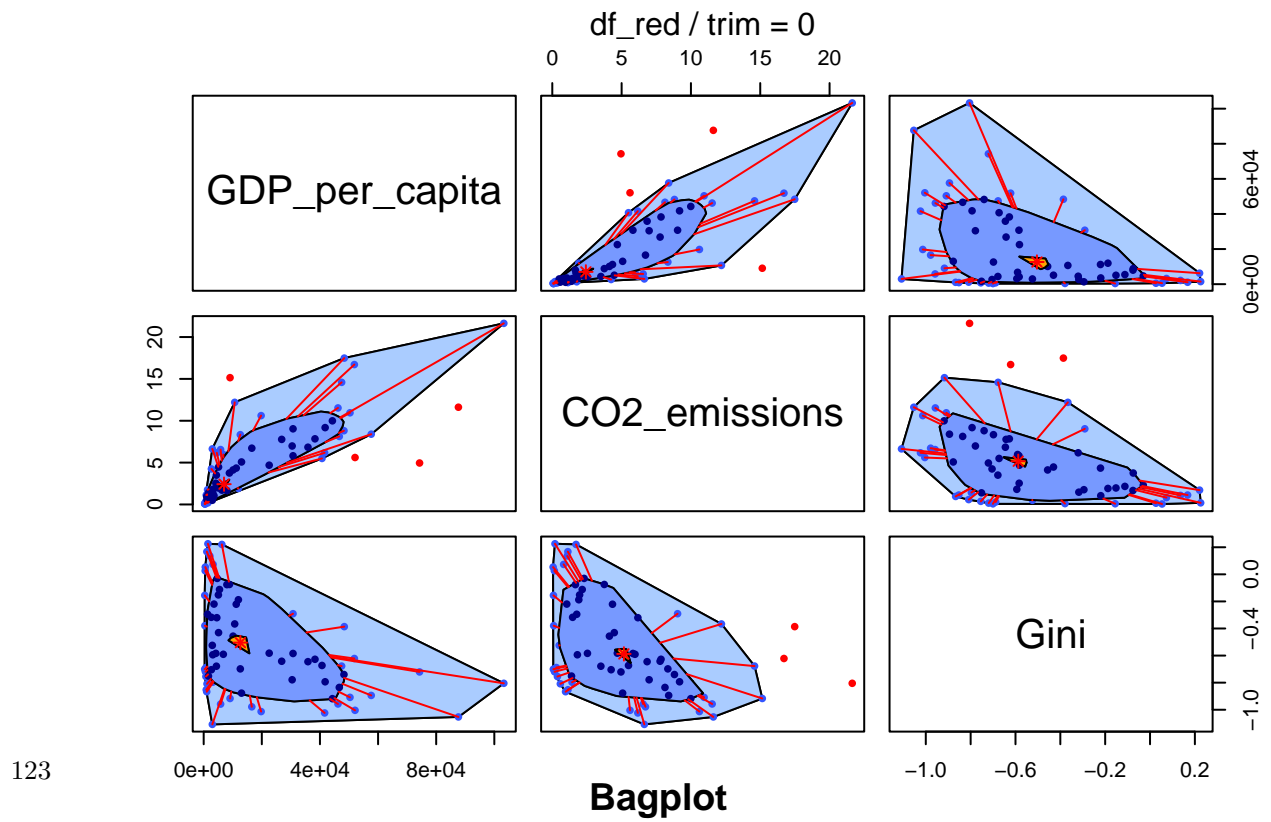 df_red / trim = 0
0 5 10 15 20
GDP_per_capita
0e+00 6e+04
0 5 10 15 20
CO2_emissions
Gini
−1.0 −0.4 0.0
0e+00 4e+04 8e+04
−1.0 −0.6 −0.2 0.2
123
Bagplot